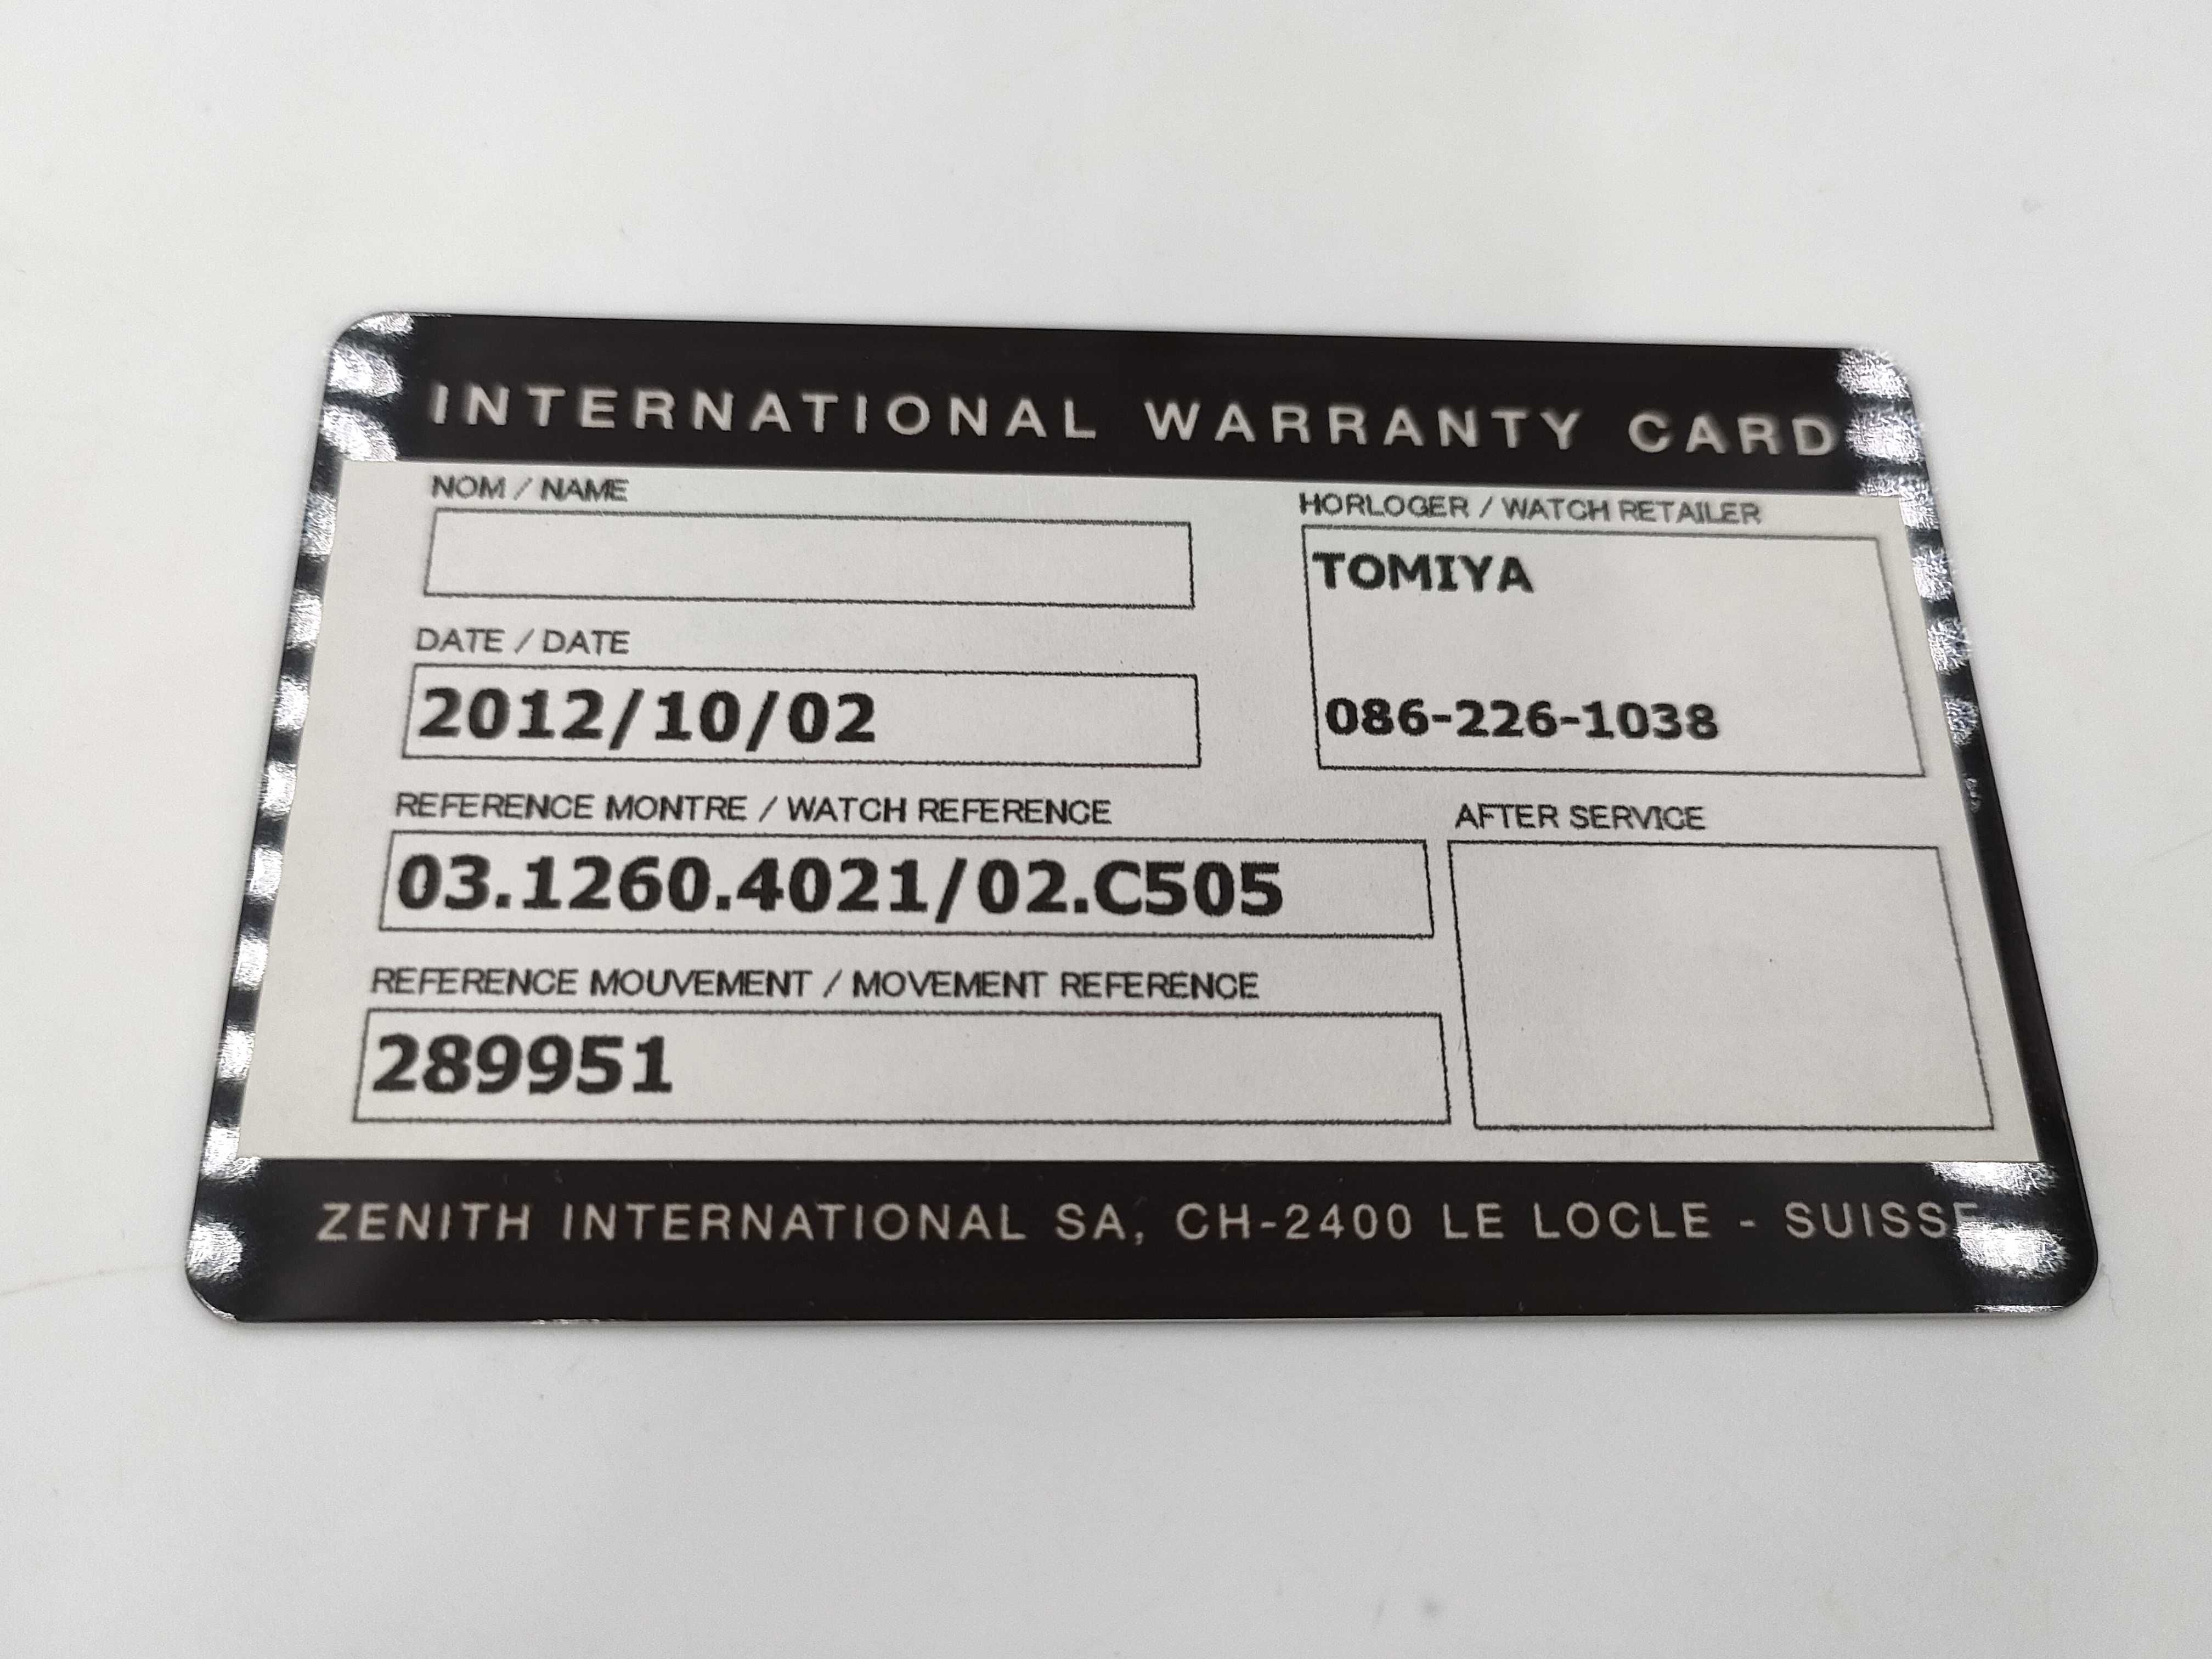 INTERNATIONAL WARRANTY CARD
NOM / NAME
DATE / DATE
2012/10/02
REFERENCE MONTRE / WATCH REFERENCE
03.1260.4021/02.C505
REFERENCE MOUVEMENT / MOVEMENT REFERENCE
289951
HORLOGER / WATCH RETAILER
TOMIYA
086-226-1038
AFTER SERVICE
ZENITH INTERNATIONAL SA, CH-2400 LE LOCLE - SUISSE